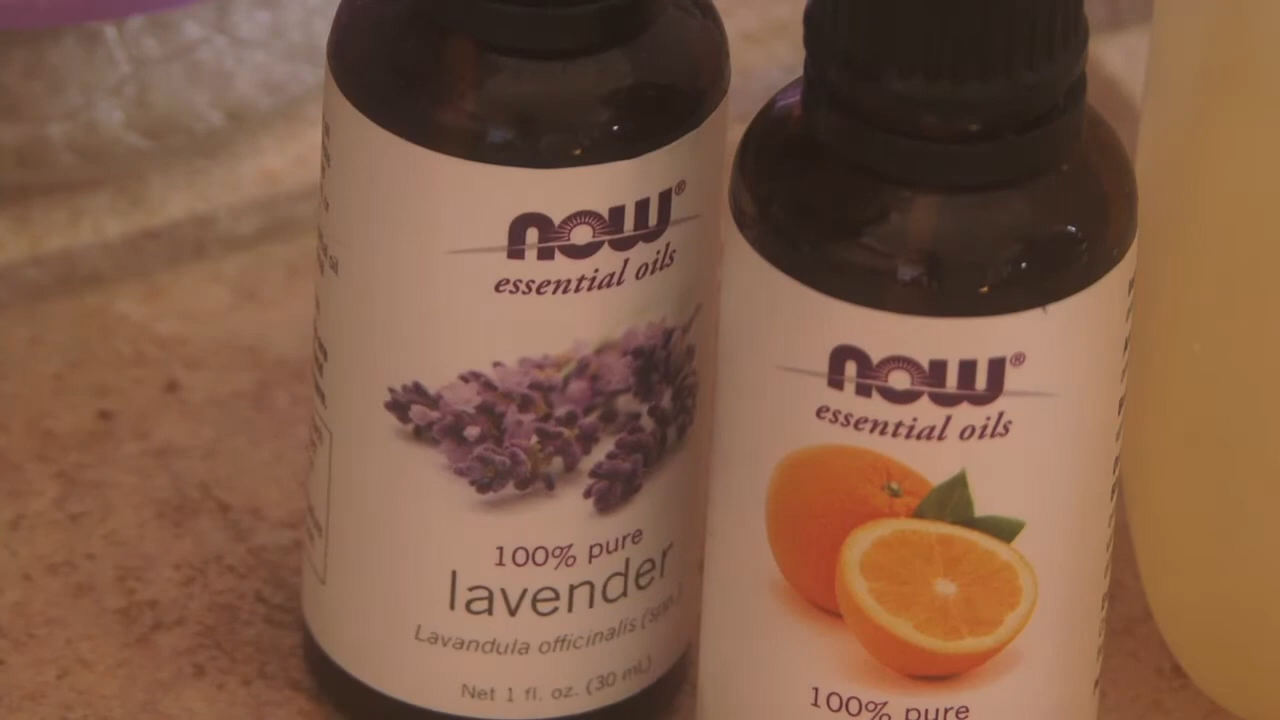 now®
essential oils
100% pure
lavender
Lavandula officinalis (spp.)
Net 1 fl. oz. (30 mL)
now®
essential oils
100% pure